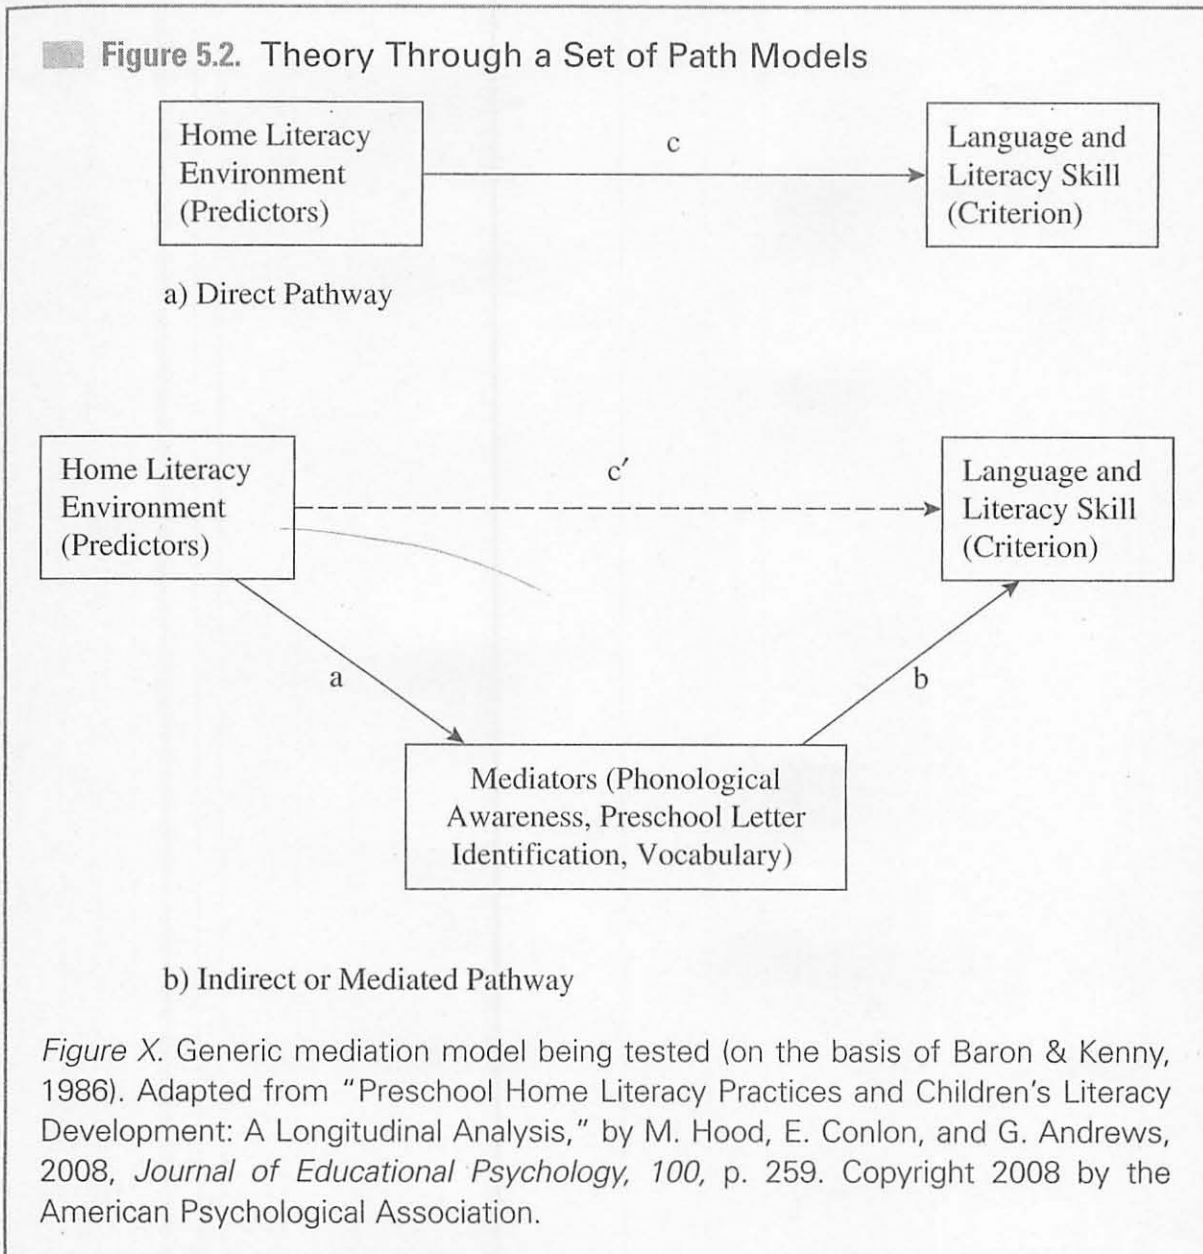 Figure 5.2. Theory Through a Set of Path Models
Home Literacy
Environment
(Predictors)
c
Language and
Literacy Skill
(Criterion)
a) Direct Pathway
Home Literacy
Environment
(Predictors)
c′
Language and
Literacy Skill
(Criterion)
a
b
Mediators (Phonological
Awareness, Preschool Letter
Identification, Vocabulary)
b) Indirect or Mediated Pathway
Figure X. Generic mediation model being tested (on the basis of Baron & Kenny,
1986). Adapted from "Preschool Home Literacy Practices and Children's Literacy
Development: A Longitudinal Analysis," by M. Hood, E. Conlon, and G. Andrews,
2008, Journal of Educational Psychology, 100, p. 259. Copyright 2008 by the
American Psychological Association.